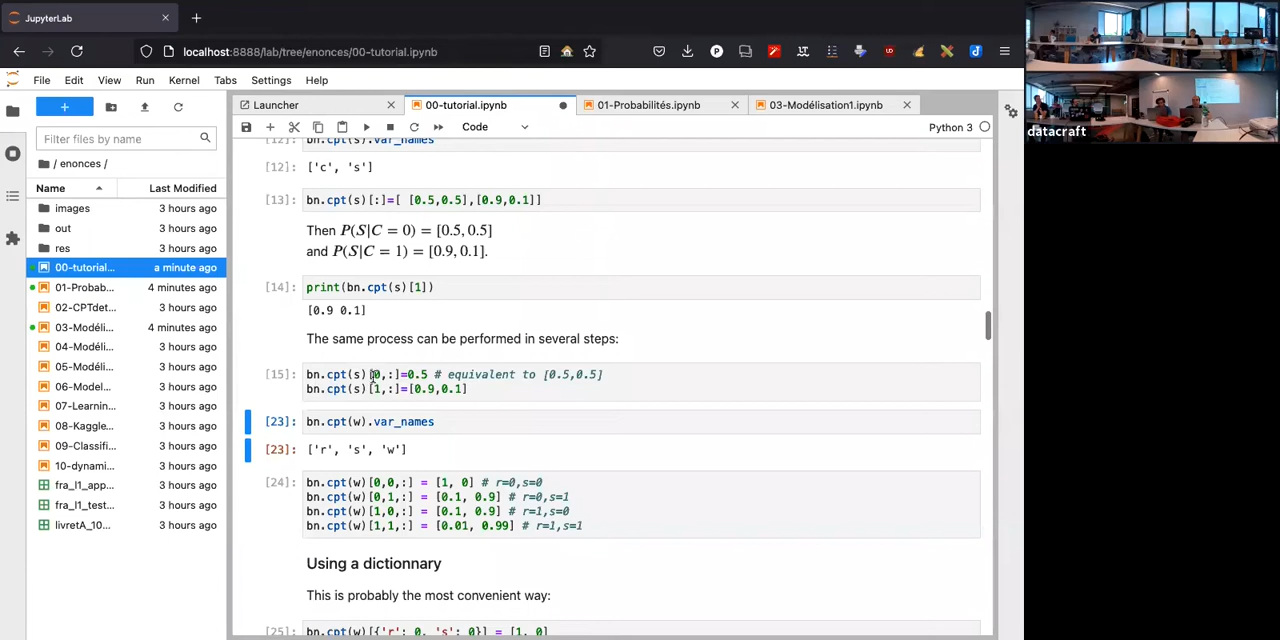 JupyterLab
localhost:8888/lab/tree/enonces/00-tutorial.ipynb
File Edit View Run Kernel Tabs Settings Help
Launcher
00-tutorial.ipynb
01-Probabilités.ipynb
03-Modélisation1.ipynb
Code
Python 3
Filter files by name
/ enonces /
Name Last Modified
images 3 hours ago
out 3 hours ago
res 3 hours ago
00-tutorial... a minute ago
01-Probab... 4 minutes ago
02-CPTdet... 3 hours ago
03-Modéli... 4 minutes ago
04-Modéli... 3 hours ago
05-Modéli... 3 hours ago
06-Model... 3 hours ago
07-Learnin... 3 hours ago
08-Kaggle... 3 hours ago
09-Classifi... 3 hours ago
10-dynami... 3 hours ago
fra_l1_app... 3 hours ago
fra_l1_test... 3 hours ago
livretA_10... 3 hours ago
[12]: bn.cpt(s).var_names
[12]: ['c', 's']
[13]: bn.cpt(s)[:]=[ [0.5,0.5],[0.9,0.1]]
Then P(S|C = 0) = [0.5, 0.5]
and P(S|C = 1) = [0.9, 0.1].
[14]: print(bn.cpt(s)[1])
[0.9 0.1]
The same process can be performed in several steps:
[15]: bn.cpt(s)[0,:]=0.5 # equivalent to [0.5,0.5]
bn.cpt(s)[1,:]=[0.9,0.1]
[23]: bn.cpt(w).var_names
[23]: ['r', 's', 'w']
[24]: bn.cpt(w)[0,0,:] = [1, 0] # r=0,s=0
bn.cpt(w)[0,1,:] = [0.1, 0.9] # r=0,s=1
bn.cpt(w)[1,0,:] = [0.1, 0.9] # r=1,s=0
bn.cpt(w)[1,1,:] = [0.01, 0.99] # r=1,s=1
Using a dictionnary
This is probably the most convenient way:
[25]: bn.cpt(w)[{'r': 0, 's': 0}] = [1, 0]
datacraft